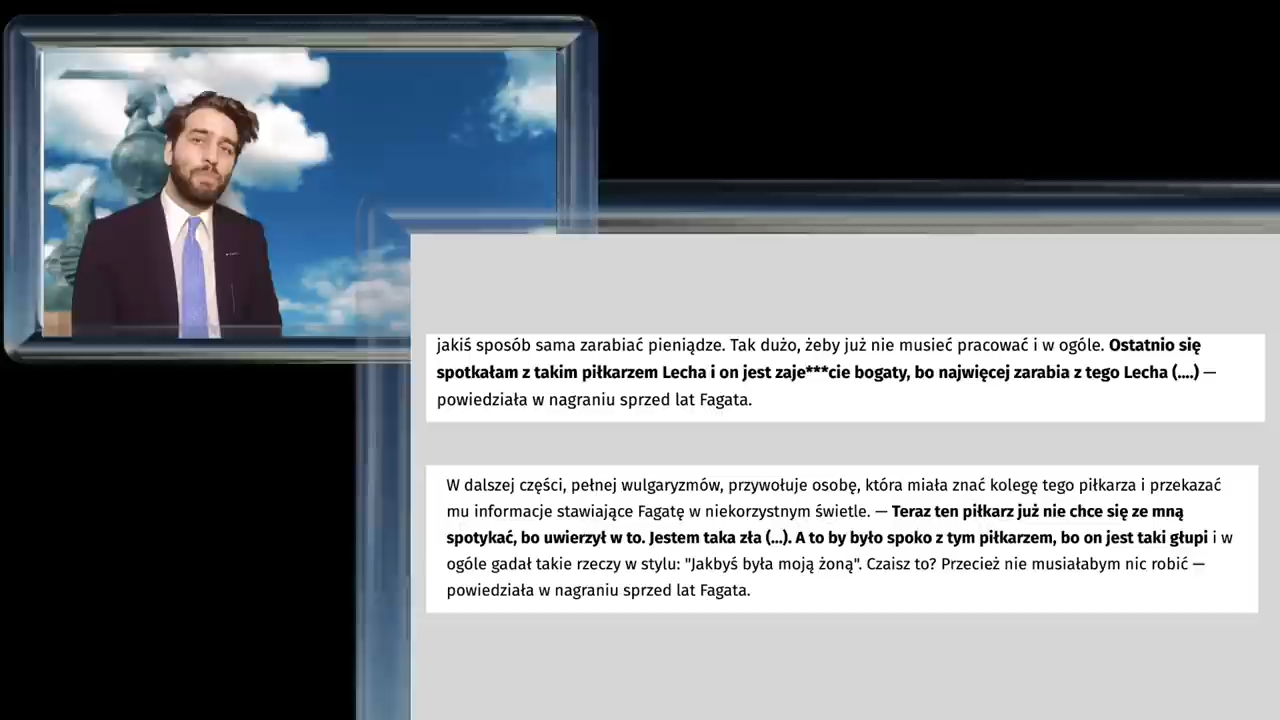 jakiś sposób sama zarabiać pieniądze. Tak dużo, żeby już nie musieć pracować i w ogóle. Ostatnio się
spotkałam z takim piłkarzem Lecha i on jest zaje***cie bogaty, bo najwięcej zarabia z tego Lecha (....) —
powiedziała w nagraniu sprzed lat Fagata.
W dalszej części, pełnej wulgaryzmów, przywołuje osobę, która miała znać kolegę tego piłkarza i przekazać
mu informacje stawiające Fagatę w niekorzystnym świetle. — Teraz ten piłkarz już nie chce się ze mną
spotykać, bo uwierzył w to. Jestem taka zła (...). A to by było spoko z tym piłkarzem, bo on jest taki głupi i w
ogóle gadał takie rzeczy w stylu: "Jakbyś była moją żoną". Czaisz to? Przecież nie musiałabym nic robić —
powiedziała w nagraniu sprzed lat Fagata.